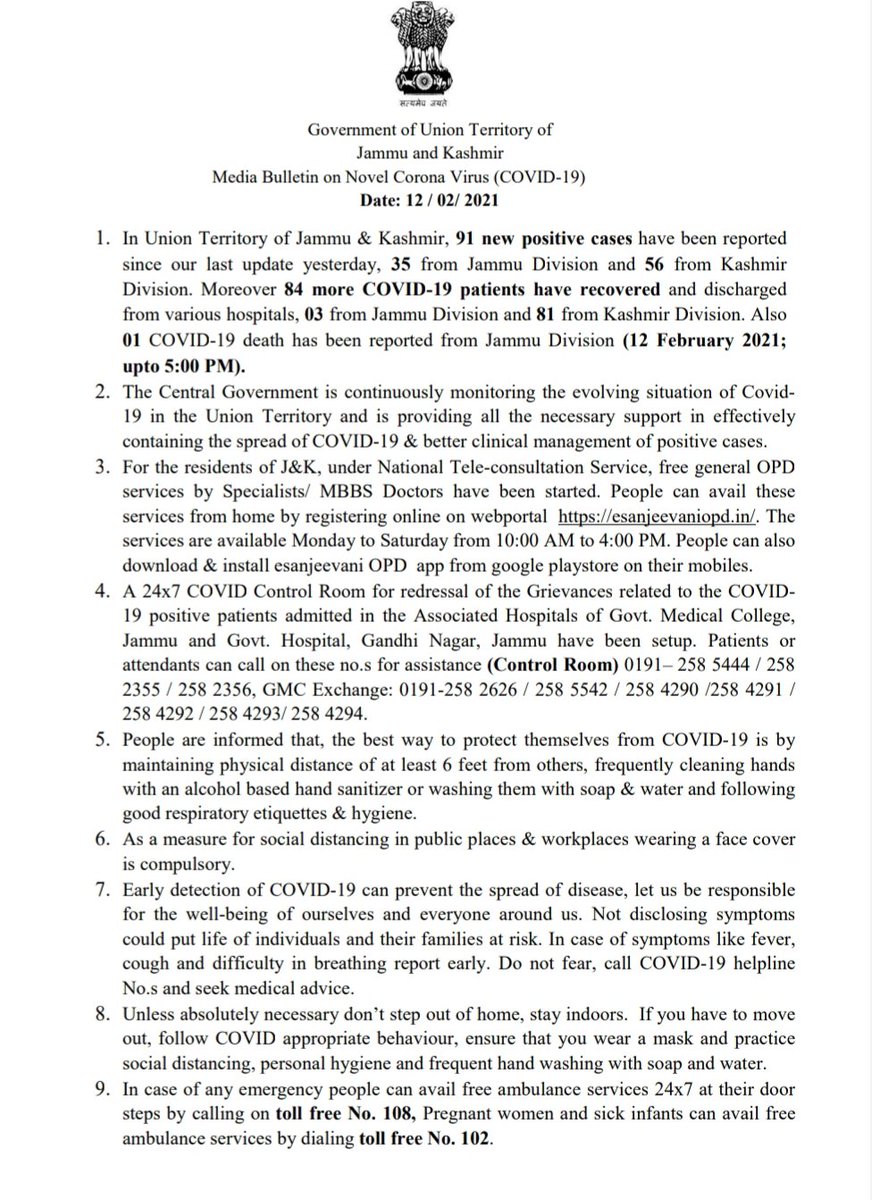 सत्यमेव जयते
Government of Union Territory of
Jammu and Kashmir
Media Bulletin on Novel Corona Virus (COVID-19)
Date: 12 / 02/ 2021
1. In Union Territory of Jammu & Kashmir, 91 new positive cases have been reported
since our last update yesterday, 35 from Jammu Division and 56 from Kashmir
Division. Moreover 84 more COVID-19 patients have recovered and discharged
from various hospitals, 03 from Jammu Division and 81 from Kashmir Division. Also
01 COVID-19 death has been reported from Jammu Division (12 February 2021;
upto 5:00 PM).
2. The Central Government is continuously monitoring the evolving situation of Covid-
19 in the Union Territory and is providing all the necessary support in effectively
containing the spread of COVID-19 & better clinical management of positive cases.
3. For the residents of J&K, under National Tele-consultation Service, free general OPD
services by Specialists/ MBBS Doctors have been started. People can avail these
services from home by registering online on webportal https://esanjeevaniopd.in/. The
services are available Monday to Saturday from 10:00 AM to 4:00 PM. People can also
download & install esanjeevani OPD app from google playstore on their mobiles.
4. A 24x7 COVID Control Room for redressal of the Grievances related to the COVID-
19 positive patients admitted in the Associated Hospitals of Govt. Medical College,
Jammu and Govt. Hospital, Gandhi Nagar, Jammu have been setup. Patients or
attendants can call on these no.s for assistance (Control Room) 0191– 258 5444 / 258
2355 / 258 2356, GMC Exchange: 0191-258 2626 / 258 5542 / 258 4290 /258 4291 /
258 4292 / 258 4293/ 258 4294.
5. People are informed that, the best way to protect themselves from COVID-19 is by
maintaining physical distance of at least 6 feet from others, frequently cleaning hands
with an alcohol based hand sanitizer or washing them with soap & water and following
good respiratory etiquettes & hygiene.
6. As a measure for social distancing in public places & workplaces wearing a face cover
is compulsory.
7. Early detection of COVID-19 can prevent the spread of disease, let us be responsible
for the well-being of ourselves and everyone around us. Not disclosing symptoms
could put life of individuals and their families at risk. In case of symptoms like fever,
cough and difficulty in breathing report early. Do not fear, call COVID-19 helpline
No.s and seek medical advice.
8. Unless absolutely necessary don’t step out of home, stay indoors. If you have to move
out, follow COVID appropriate behaviour, ensure that you wear a mask and practice
social distancing, personal hygiene and frequent hand washing with soap and water.
9. In case of any emergency people can avail free ambulance services 24x7 at their door
steps by calling on toll free No. 108, Pregnant women and sick infants can avail free
ambulance services by dialing toll free No. 102.